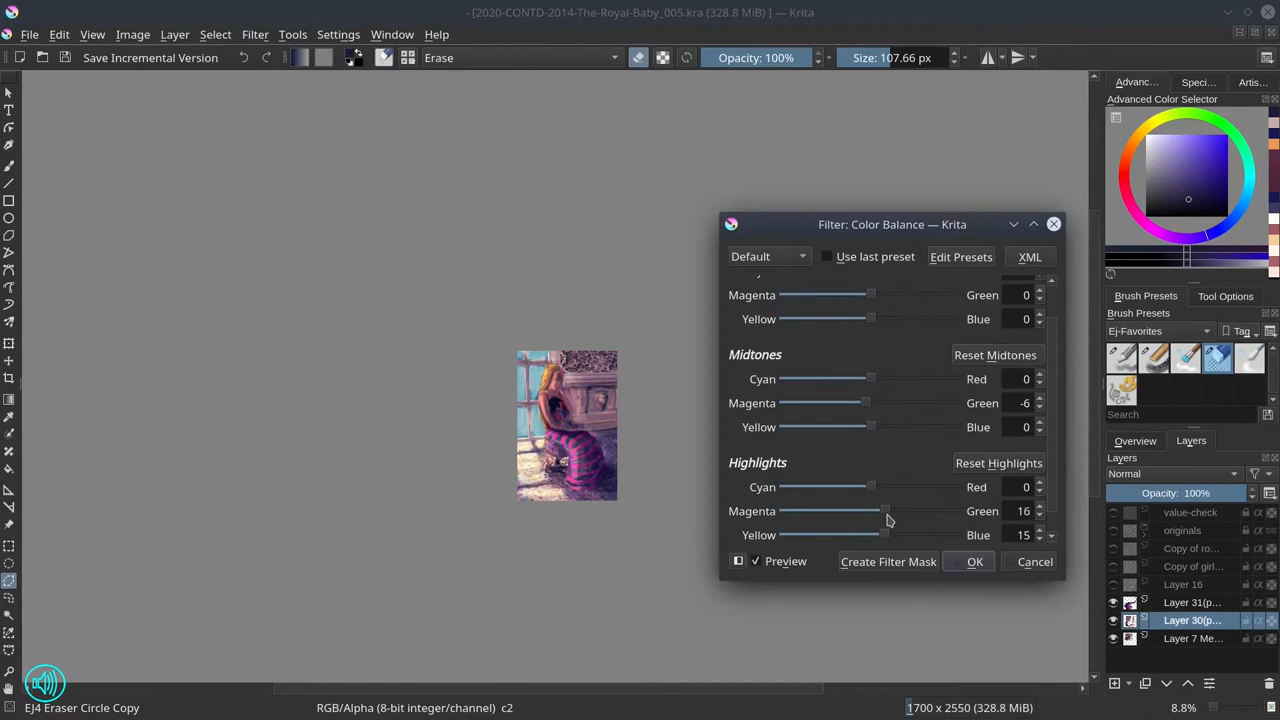 - [2020-CONTD-2014-The-Royal-Baby_005.kra (328.8 MiB) ] — Krita
File Edit View Image Layer Select Filter Tools Settings Window Help
Save Incremental Version Erase Opacity: 100% Size: 107.66 px
Advanc... Speci... Artis...
Advanced Color Selector
Filter: Color Balance — Krita
Default Use last preset Edit Presets XML
Magenta Green 0
Yellow Blue 0
Midtones Reset Midtones
Cyan Red 0
Magenta Green -6
Yellow Blue 0
Highlights Reset Highlights
Cyan Red 0
Magenta Green 16
Yellow Blue 15
Preview Create Filter Mask OK Cancel
Brush Presets Tool Options
Brush Presets
Ej-Favorites Tag
Search
Overview Layers
Layers
Normal
Opacity: 100%
value-check
originals
Copy of ro...
Copy of girl...
Layer 16
Layer 31(p...
Layer 30(p...
Layer 7 Me...
EJ4 Eraser Circle Copy RGB/Alpha (8-bit integer/channel) c2 1700 x 2550 (328.8 MiB) 8.8%